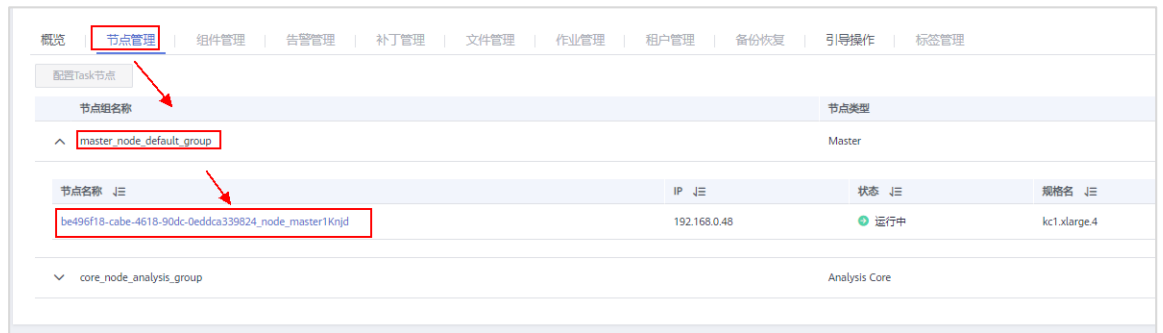 概览 节点管理 组件管理 告警管理 补丁管理 文件管理 作业管理 租户管理 备份恢复 引导操作 标签管理
配置Task节点
节点组名称 节点类型
master_node_default_group Master
节点名称 IP 状态 规格名
be496f18-cabe-4618-90dc-0eddca339824_node_master1Knjd 192.168.0.48 运行中 kc1.xlarge.4
core_node_analysis_group Analysis Core